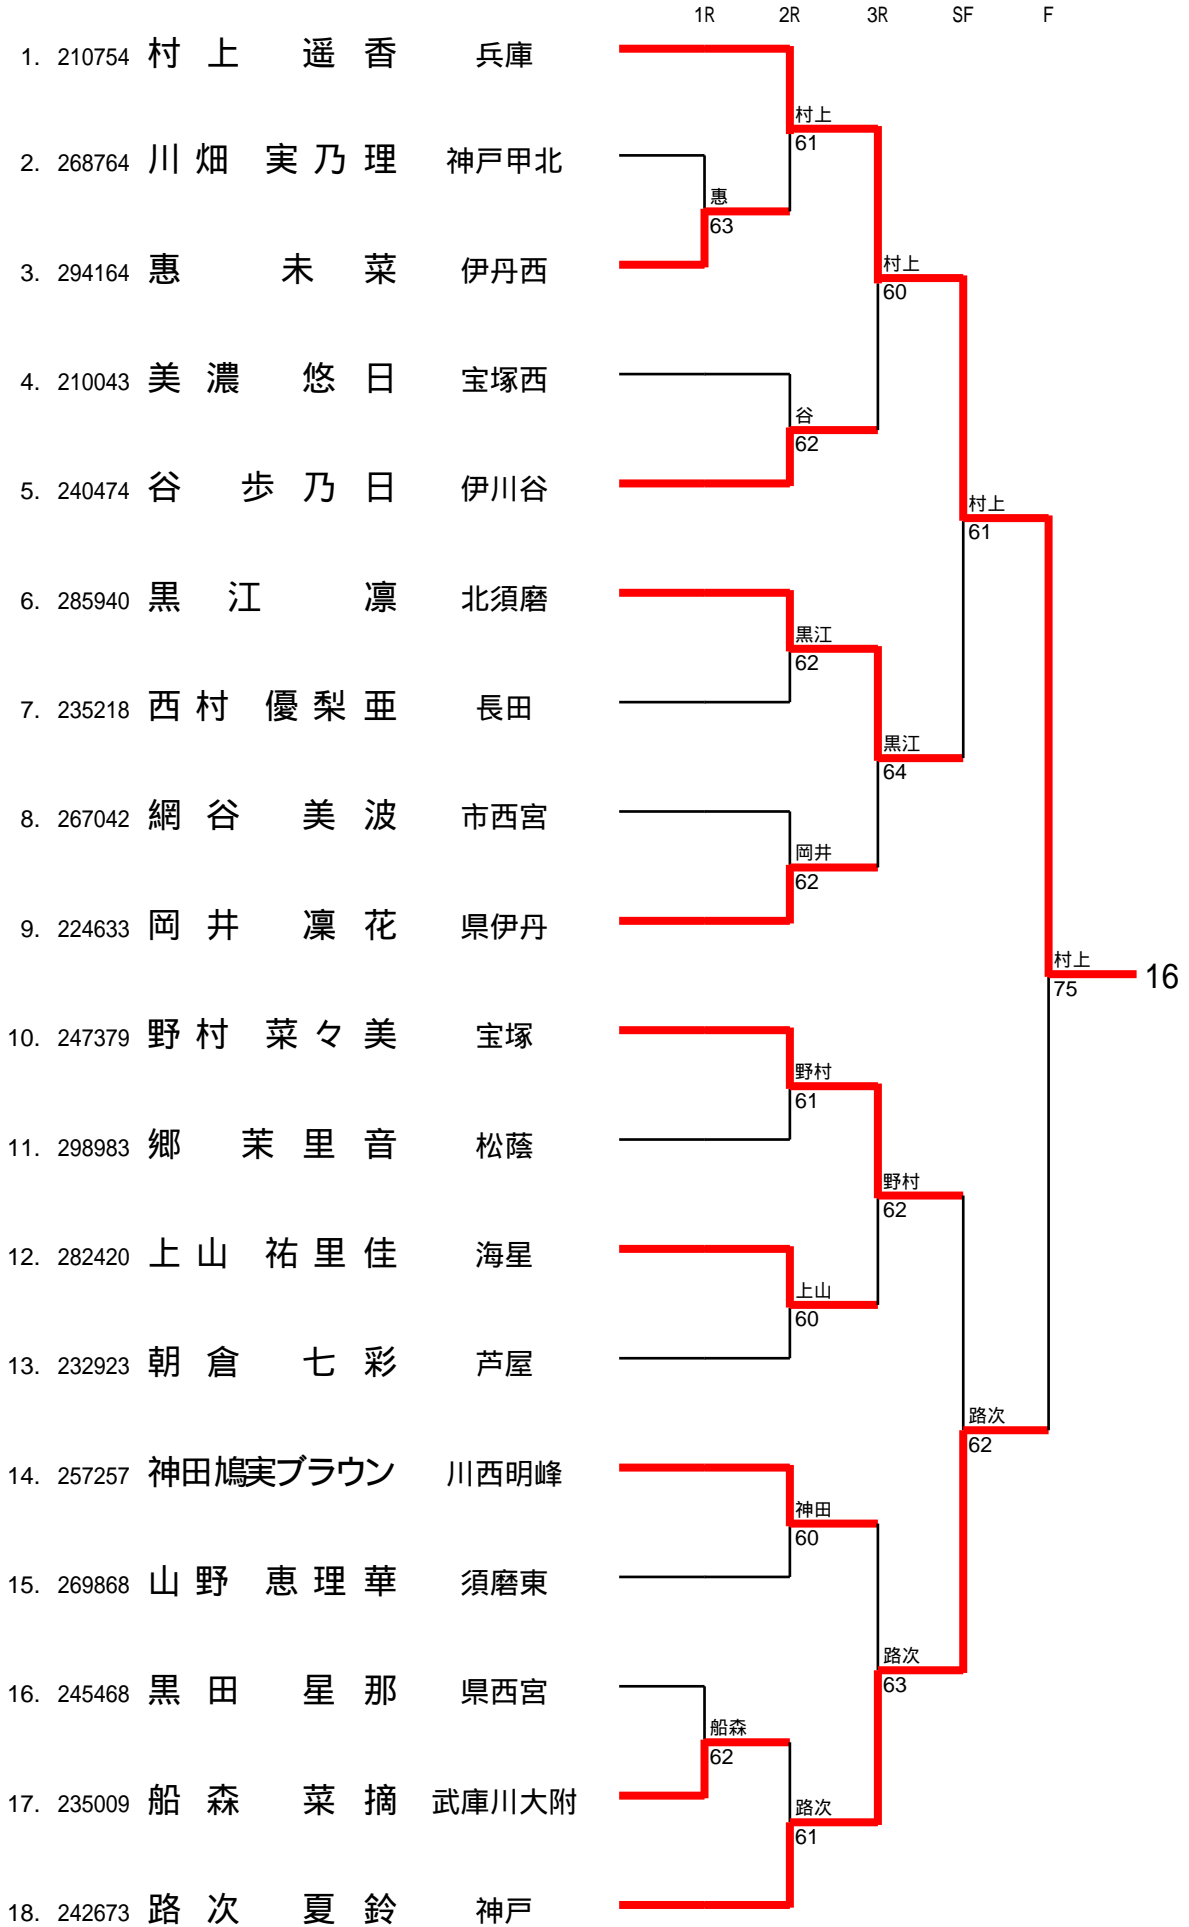 1R 2R 3R SF F
1. 210754 村上 遥香 兵庫
村上
61
2. 268764 川畑 実乃理 神戸甲北
惠
63
3. 294164 惠 未菜 伊丹西
村上
60
4. 210043 美濃 悠日 宝塚西
谷
62
5. 240474 谷 歩乃日 伊川谷
村上
61
6. 285940 黒江 凛 北須磨
黒江
62
7. 235218 西村 優梨亜 長田
黒江
64
8. 267042 網谷 美波 市西宮
岡井
62
9. 224633 岡井 凜花 県伊丹
村上
75
16
10. 247379 野村 菜々美 宝塚
野村
61
11. 298983 郷 茉里音 松蔭
野村
62
12. 282420 上山 祐里佳 海星
上山
60
13. 232923 朝倉 七彩 芦屋
路次
62
14. 257257 神田鳩実ブラウン 川西明峰
神田
60
15. 269868 山野 恵理華 須磨東
路次
63
16. 245468 黒田 星那 県西宮
船森
62
17. 235009 船森 菜摘 武庫川大附
路次
61
18. 242673 路次 夏鈴 神戸